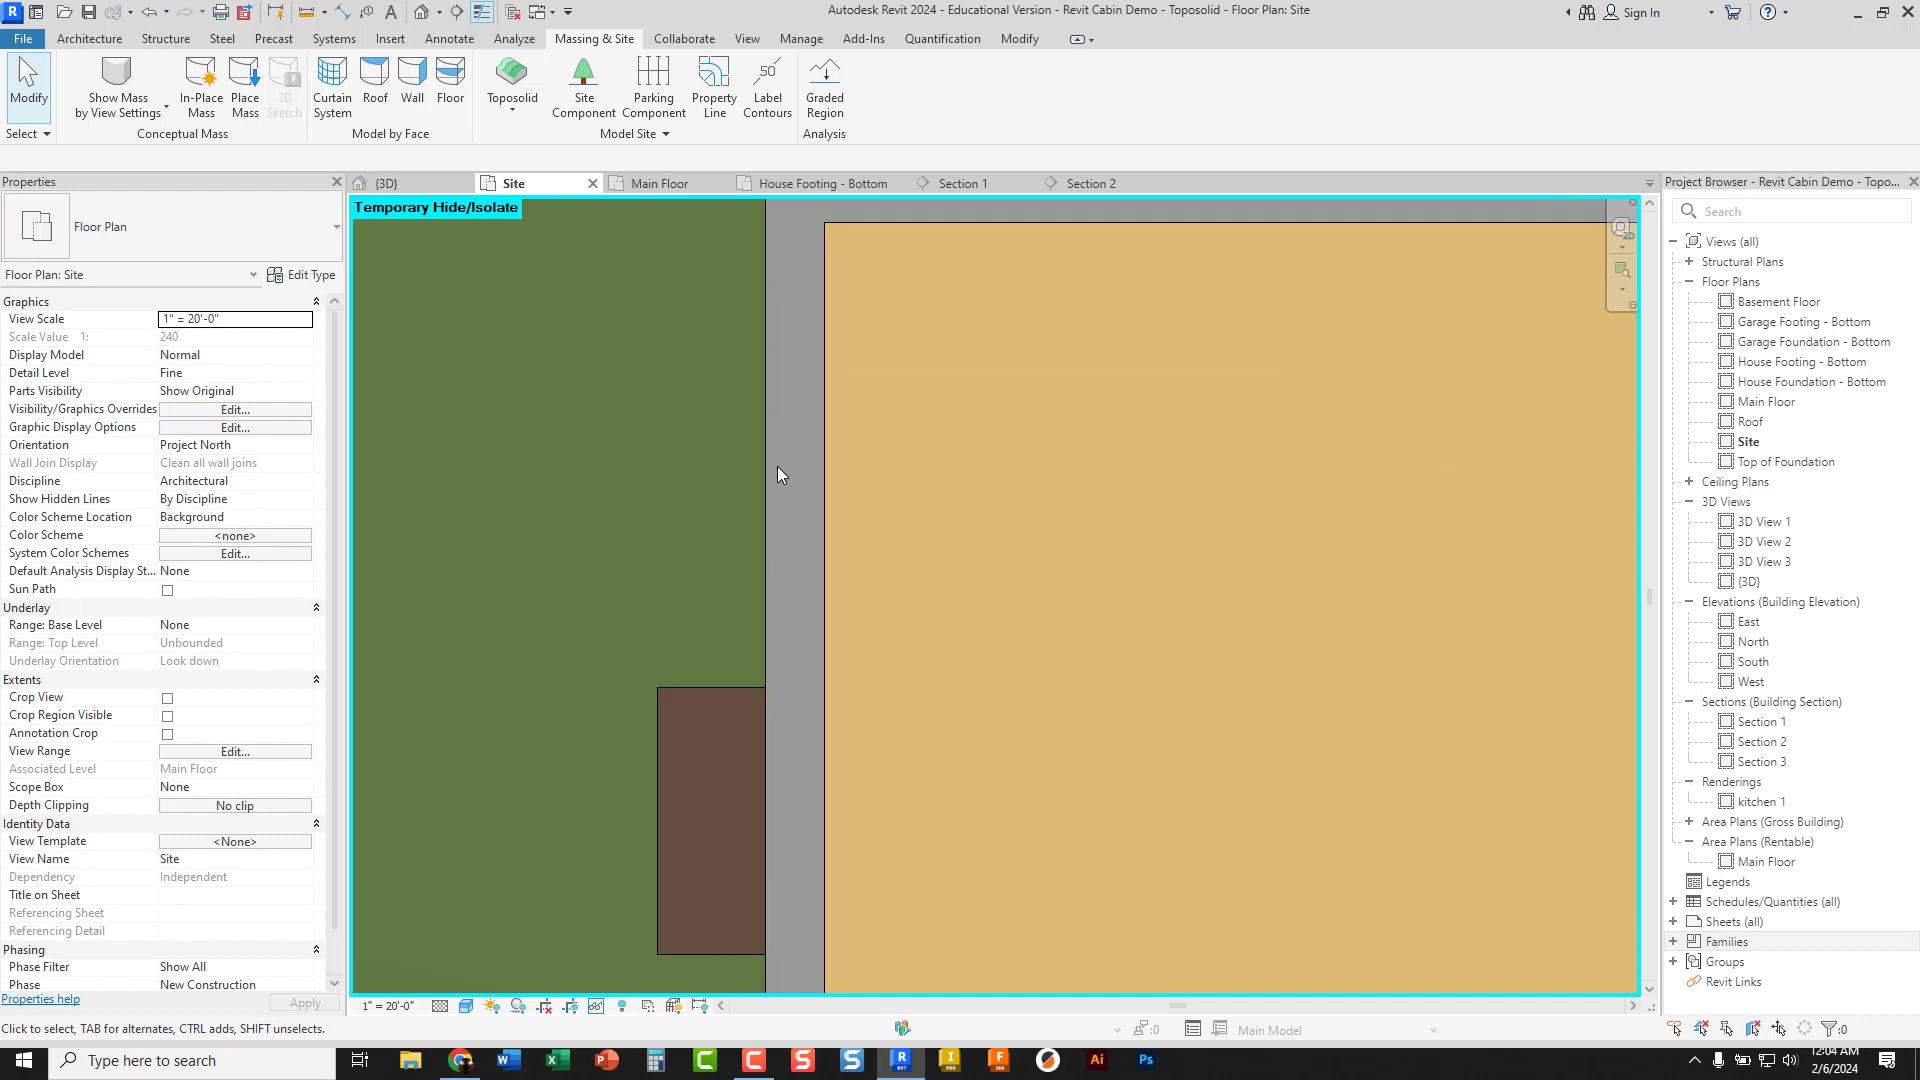 Autodesk Revit 2024 - Educational Version - Revit Cabin Demo - Toposolid - Floor Plan: Site
Sign In
File Architecture Structure Steel Precast Systems Insert Annotate Analyze Massing & Site Collaborate View Manage Add-Ins Quantification Modify
Modify
Show Mass
by View Settings
In-Place
Mass
Place
Mass
3D
Sketch
Curtain
System
Roof
Wall
Floor
Toposolid
Site
Component
Parking
Component
Property
Line
Label
Contours
Graded
Region
Select
Conceptual Mass
Model by Face
Model Site
Analysis
Properties
{3D}
Site
Main Floor
House Footing - Bottom
Section 1
Section 2
Project Browser - Revit Cabin Demo - Topo...
Temporary Hide/Isolate
Floor Plan
Floor Plan: Site
Edit Type
Graphics
View Scale 1" = 20'-0"
Scale Value 1: 240
Display Model Normal
Detail Level Fine
Parts Visibility Show Original
Visibility/Graphics Overrides Edit...
Graphic Display Options Edit...
Orientation Project North
Wall Join Display Clean all wall joins
Discipline Architectural
Show Hidden Lines By Discipline
Color Scheme Location Background
Color Scheme <none>
System Color Schemes Edit...
Default Analysis Display St... None
Sun Path
Underlay
Range: Base Level None
Range: Top Level Unbounded
Underlay Orientation Look down
Extents
Crop View
Crop Region Visible
Annotation Crop
View Range Edit...
Associated Level Main Floor
Scope Box None
Depth Clipping No clip
Identity Data
View Template <None>
View Name Site
Dependency Independent
Title on Sheet
Referencing Sheet
Referencing Detail
Phasing
Phase Filter Show All
Phase New Construction
Properties help
Apply
Search
Views (all)
Structural Plans
Floor Plans
Basement Floor
Garage Footing - Bottom
Garage Foundation - Bottom
House Footing - Bottom
House Foundation - Bottom
Main Floor
Roof
Site
Top of Foundation
Ceiling Plans
3D Views
3D View 1
3D View 2
3D View 3
{3D}
Elevations (Building Elevation)
East
North
South
West
Sections (Building Section)
Section 1
Section 2
Section 3
Renderings
kitchen 1
Area Plans (Gross Building)
Area Plans (Rentable)
Main Floor
Legends
Schedules/Quantities (all)
Sheets (all)
Families
Groups
Revit Links
1" = 20'-0"
Click to select, TAB for alternates, CTRL adds, SHIFT unselects.
:0
Main Model
:0
Type here to search
12:04 AM
2/6/2024